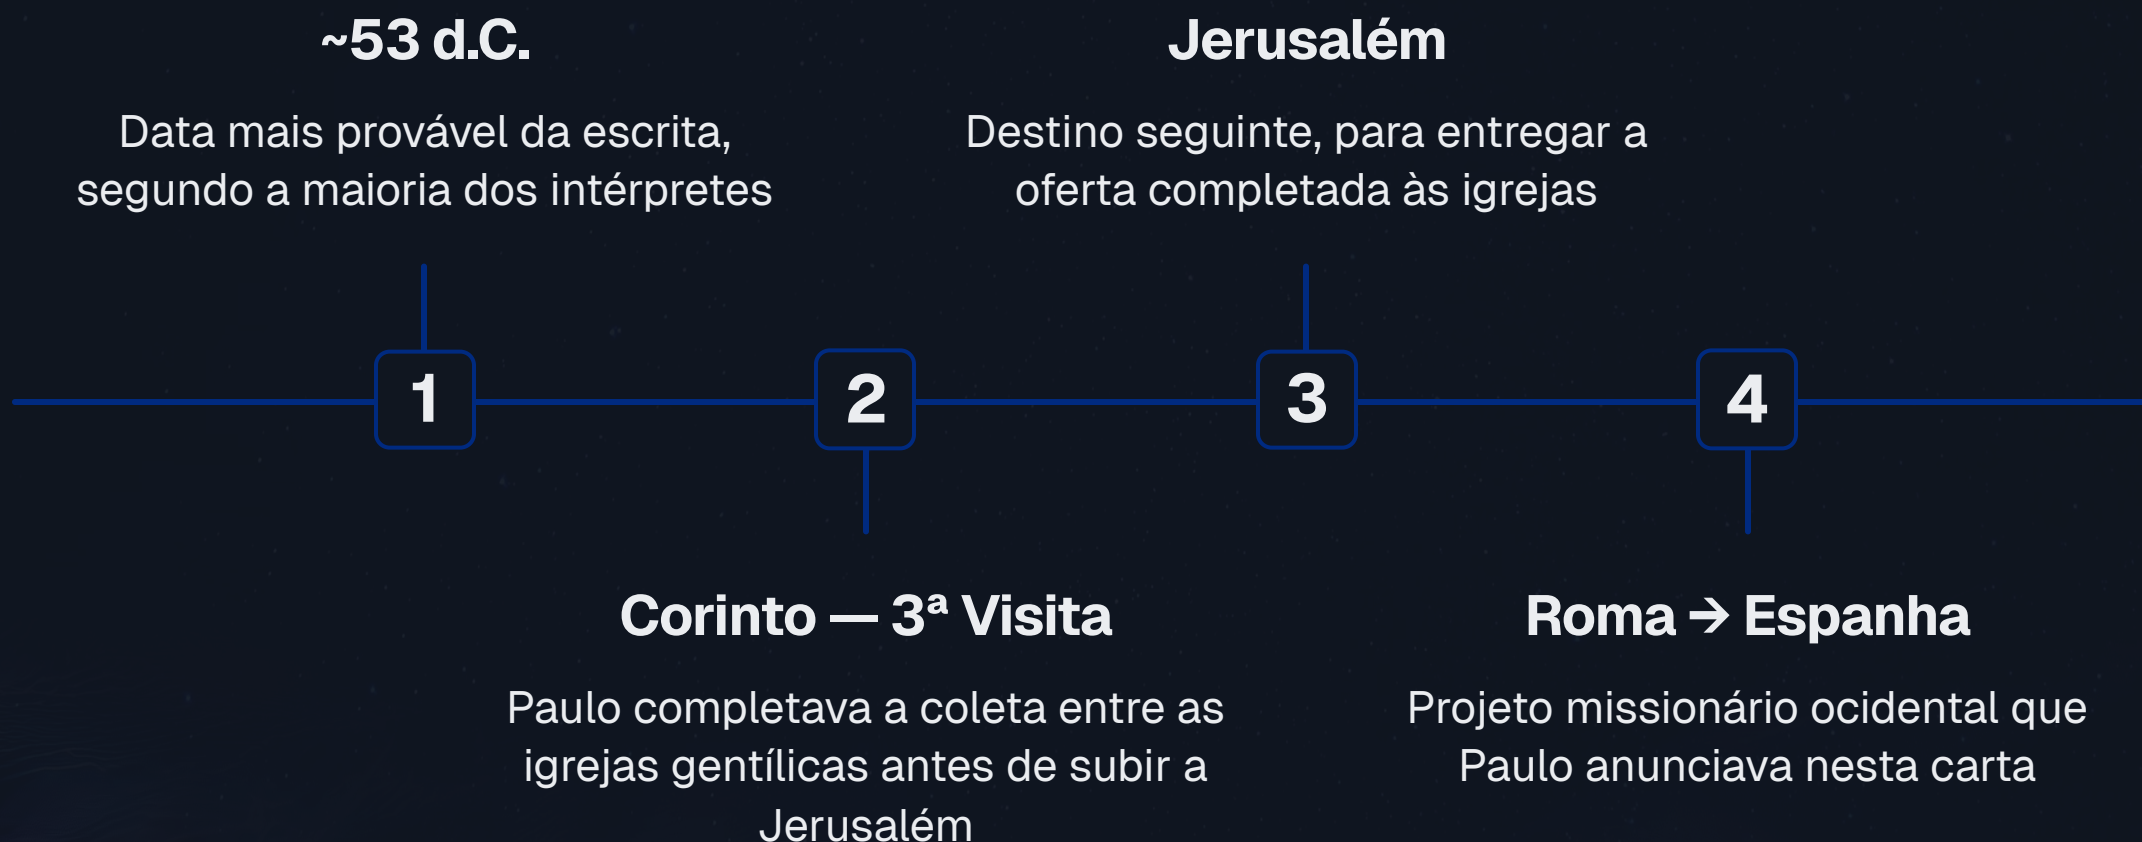 ~53 d.C.
Data mais provável da escrita,
segundo a maioria dos intérpretes
Jerusalém
Destino seguinte, para entregar a
oferta completada às igrejas
1
2
3
4
Corinto — 3ª Visita
Paulo completava a coleta entre as
igrejas gentílicas antes de subir a
Jerusalém
Roma → Espanha
Projeto missionário ocidental que
Paulo anunciava nesta carta